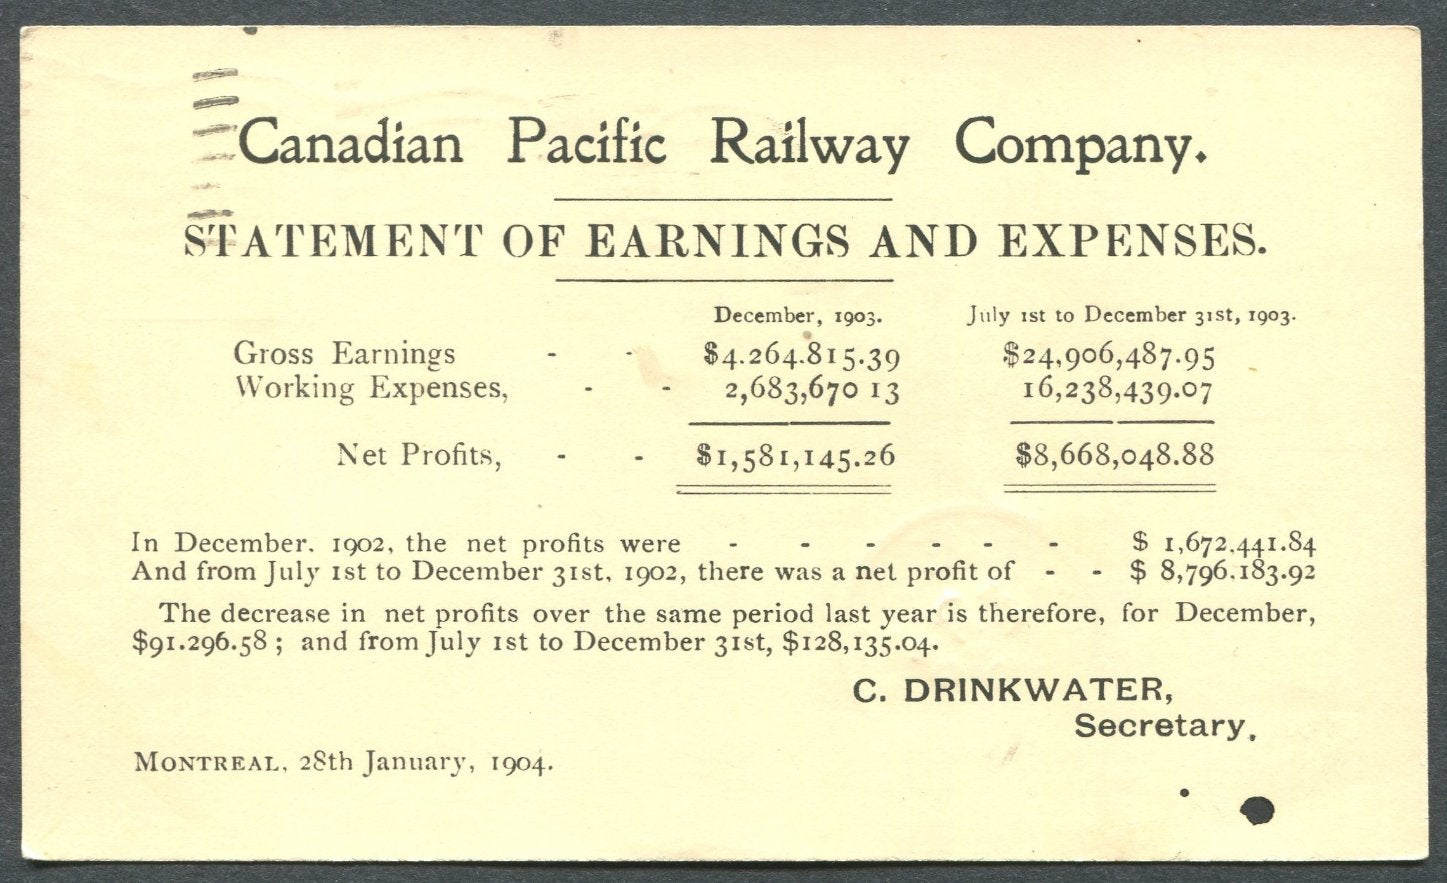 Canadian Pacific Railway Company.
STATEMENT OF EARNINGS AND EXPENSES.
December, 1903. July 1st to December 31st, 1903.
Gross Earnings - - $4.264.815.39 $24,906,487.95
Working Expenses, - - 2,683,670 13 16,238,439.07
Net Profits, - - $1,581,145.26 $8,668,048.88
In December. 1902, the net profits were - - - - - - $ 1,672,441.84
And from July 1st to December 31st, 1902, there was a net profit of - - $ 8,796.183.92
The decrease in net profits over the same period last year is therefore, for December,
$91.296.58 ; and from July 1st to December 31st, $128,135.04.
C. DRINKWATER,
Secretary.
MONTREAL, 28th January, 1904.